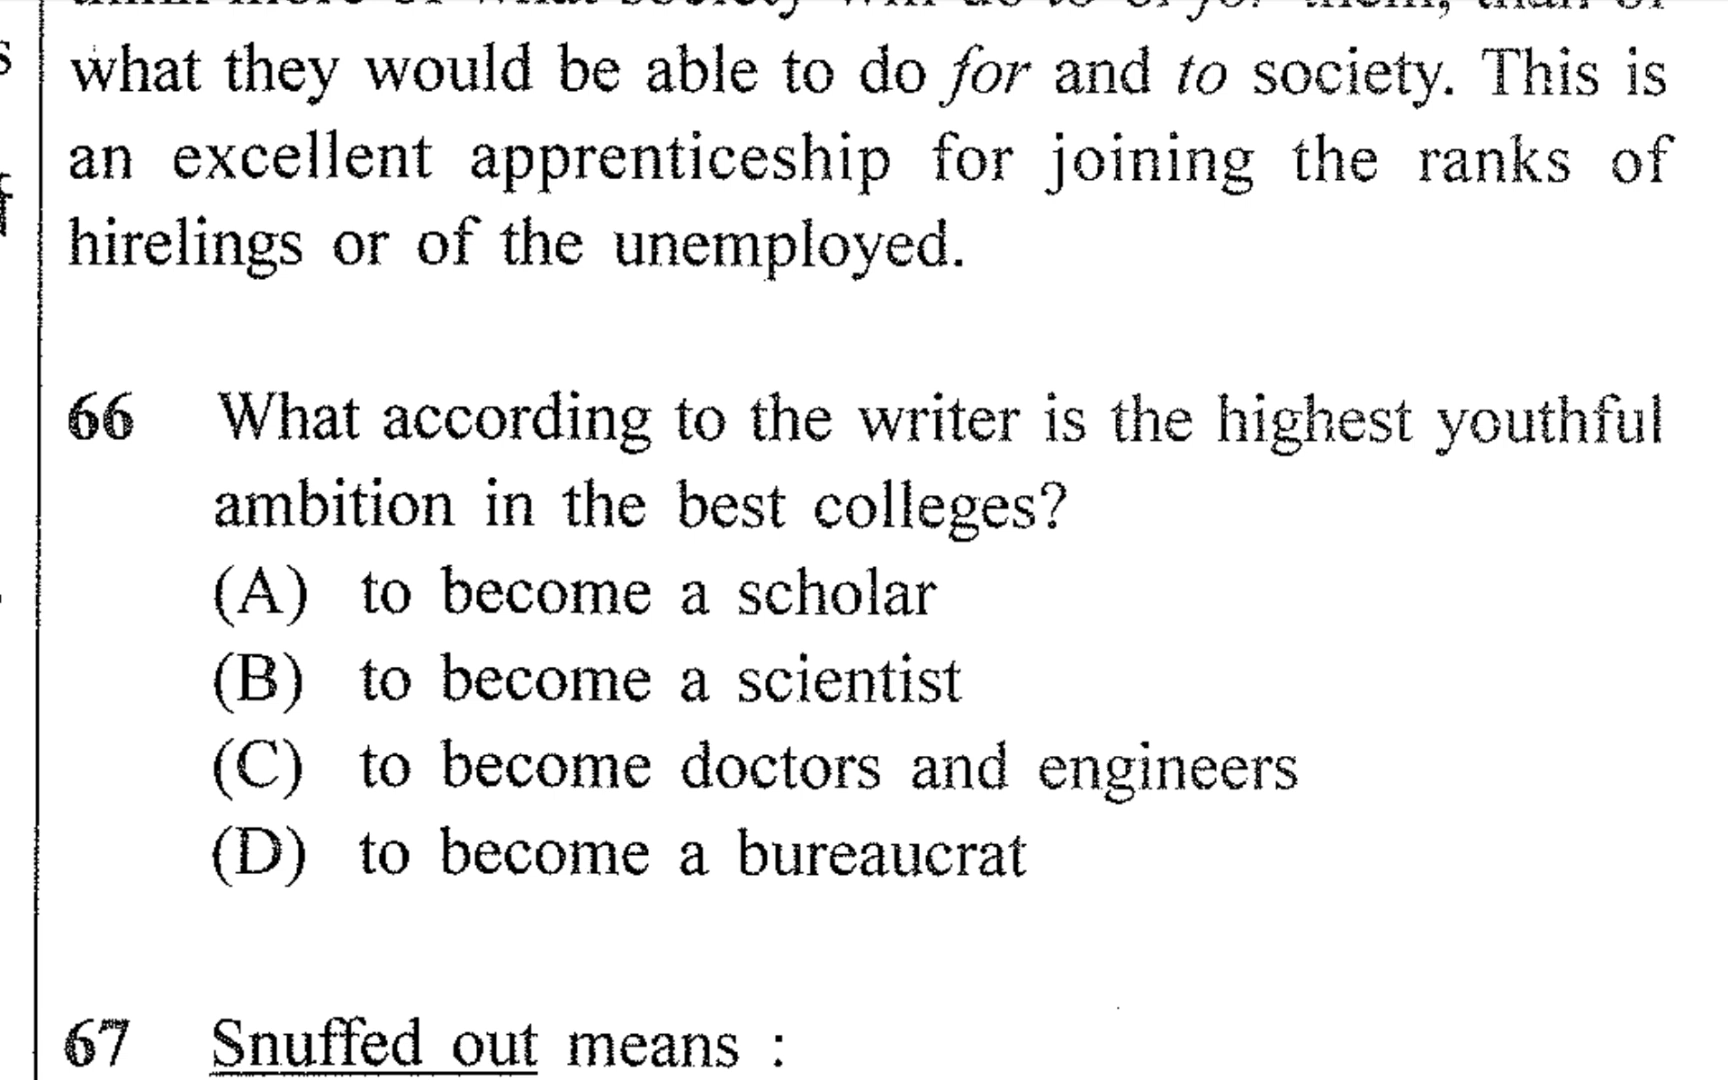 what they would be able to do for and to society. This is
an excellent apprenticeship for joining the ranks of
hirelings or of the unemployed.
66 What according to the writer is the highest youthful
ambition in the best colleges?
(A) to become a scholar
(B) to become a scientist
(C) to become doctors and engineers
(D) to become a bureaucrat
67 Snuffed out means :